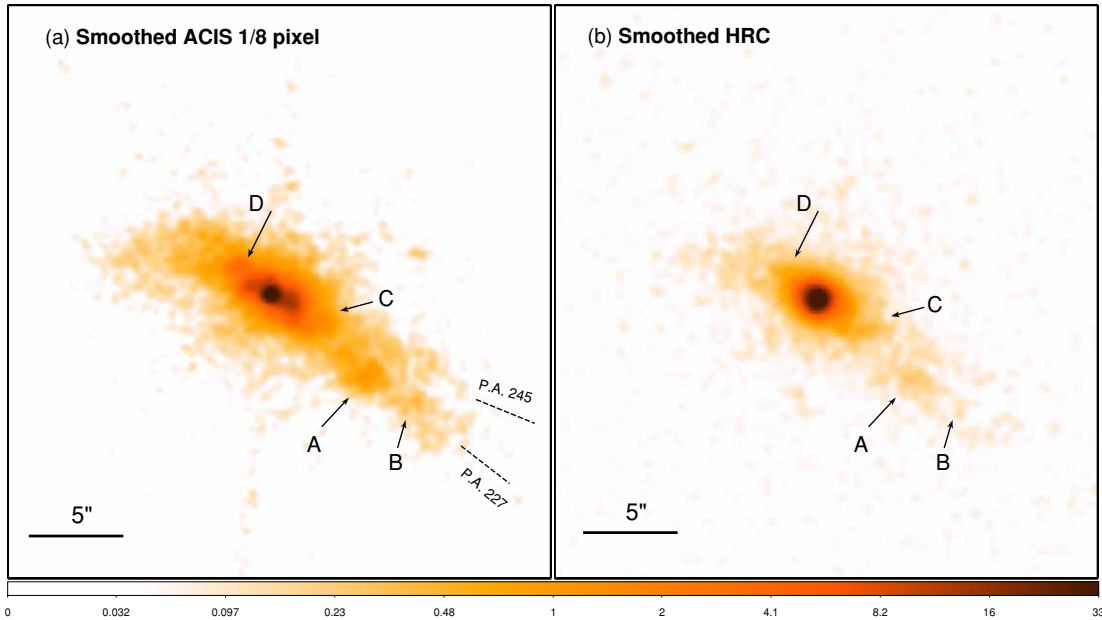 (a) Smoothed ACIS 1/8 pixel
(b) Smoothed HRC
D
C
A
B
P.A. 245
P.A. 227
5"
D
C
A
B
5"
0 0.032 0.097 0.23 0.48 1 2 4.1 8.2 16 33